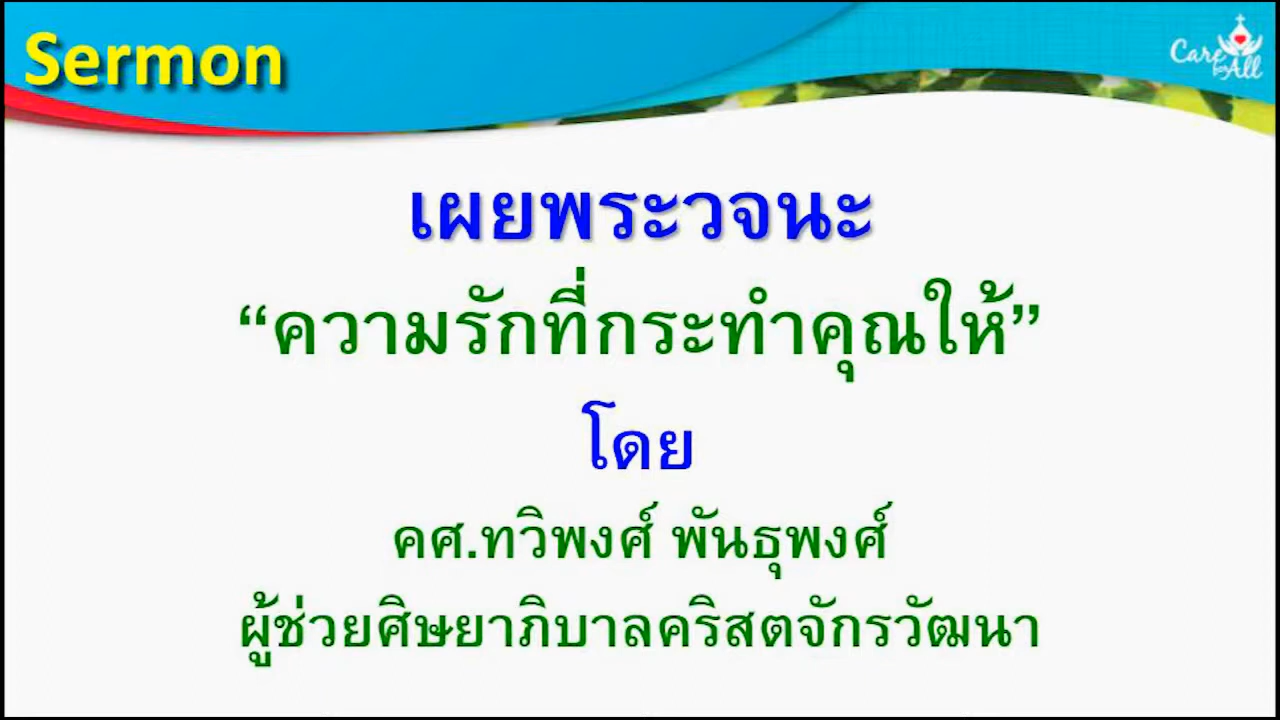 Sermon
Care
by All
เผยพระวจนะ
“ความรักที่กระทำคุณให้”
โดย
คศ.ทวิพงศ์ พันธุพงศ์
ผู้ช่วยศิษยาภิบาลคริสตจักรวัฒนา